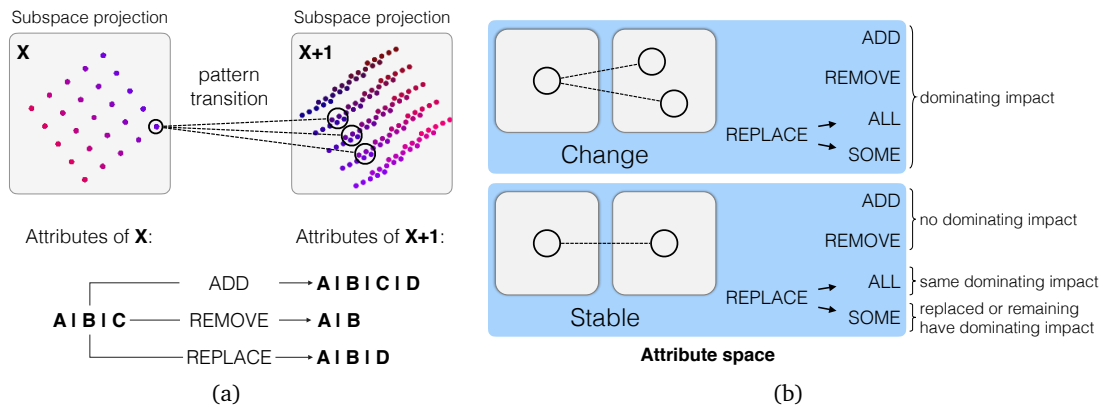 Subspace projection
Subspace projection
X
X+1
pattern
transition
Attributes of X:
Attributes of X+1:
A | B | C
ADD
A | B | C | D
REMOVE
A | B
REPLACE
A | B | D
(a)
ADD
REMOVE
ALL
REPLACE
SOME
dominating impact
Change
ADD
REMOVE
no dominating impact
ALL
same dominating impact
REPLACE
SOME
replaced or remaining
have dominating impact
Stable
Attribute space
(b)